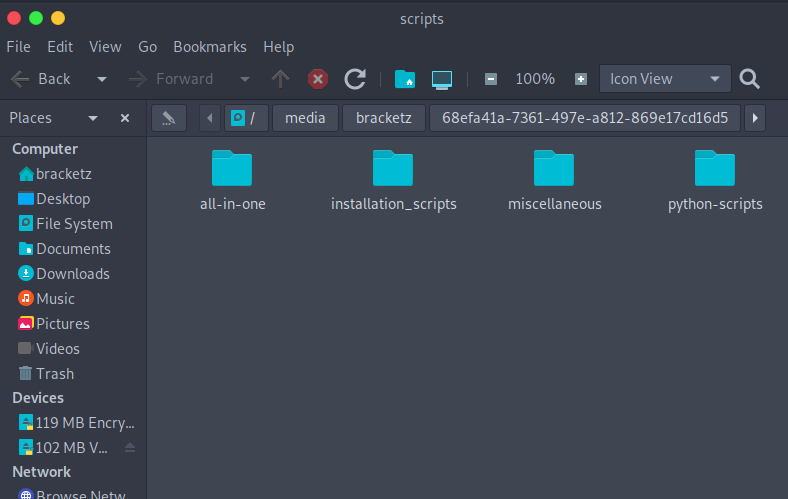 scripts
File Edit View Go Bookmarks Help
Back Forward 100% Icon View
Places / media bracketz 68efa41a-7361-497e-a812-869e17cd16d5
Computer
bracketz
Desktop
File System
Documents
Downloads
Music
Pictures
Videos
Trash
Devices
119 MB Encry...
102 MB V...
Network
Browse Netw
all-in-one installation_scripts miscellaneous python-scripts